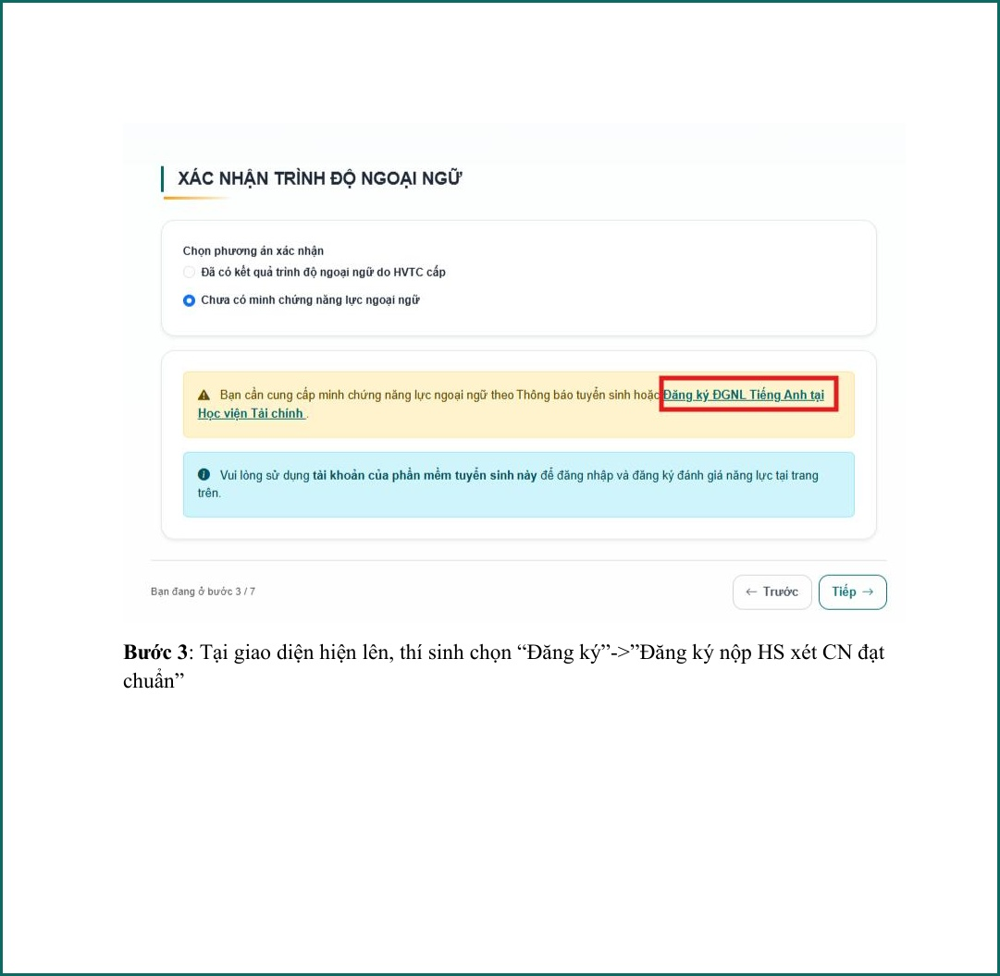 XÁC NHẬN TRÌNH ĐỘ NGOẠI NGỮ
Chọn phương án xác nhận
Đã có kết quả trình độ ngoại ngữ do HVTC cấp
Chưa có minh chứng năng lực ngoại ngữ
Bạn cần cung cấp minh chứng năng lực ngoại ngữ theo Thông báo tuyển sinh hoặc Đăng ký ĐGNL Tiếng Anh tại
Học viện Tài chính .
Vui lòng sử dụng tài khoản của phần mềm tuyển sinh này để đăng nhập và đăng ký đánh giá năng lực tại trang
trên.
Bạn đang ở bước 3 / 7
← Trước
Tiếp →
Bước 3: Tại giao diện hiện lên, thí sinh chọn “Đăng ký”->”Đăng ký nộp HS xét CN đạt
chuẩn”